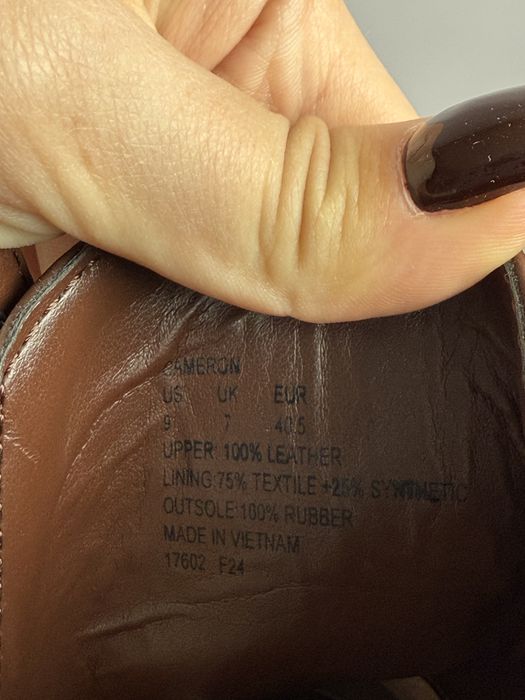 CAMERON
US UK EUR
9 7 40.5
UPPER: 100% LEATHER
LINING:75% TEXTILE +25% SYNTHETIC
OUTSOLE:100% RUBBER
MADE IN VIETNAM
17602 F24